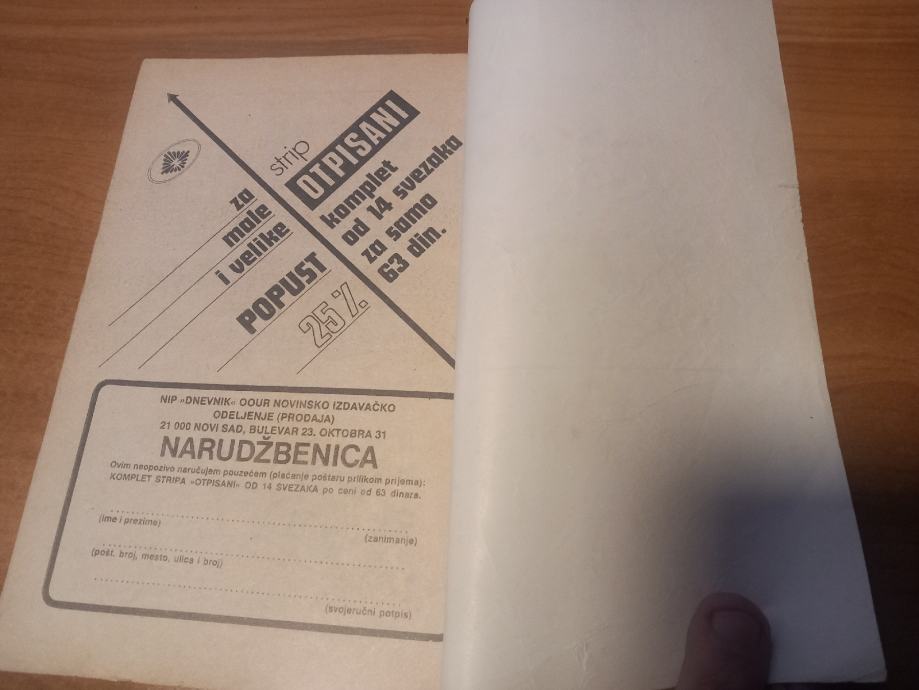 strip
OTPISANI
komplet
od 14 svezaka
za samo
63 din.
za
male
i velike
POPUST
25%
NIP »DNEVNIK« OOUR NOVINSKO IZDAVAČKO
ODELJENJE (PRODAJA)
21 000 NOVI SAD, BULEVAR 23. OKTOBRA 31
NARUDŽBENICA
Ovim neopozivo naručujem pouzećem (plaćanje poštaru prilikom prijema):
KOMPLET STRIPA »OTPISANI« OD 14 SVEZAKA po ceni od 63 dinara.
(ime i prezime)
(zanimanje)
(pošt. broj, mesto, ulica i broj)
(svojeručni potpis)